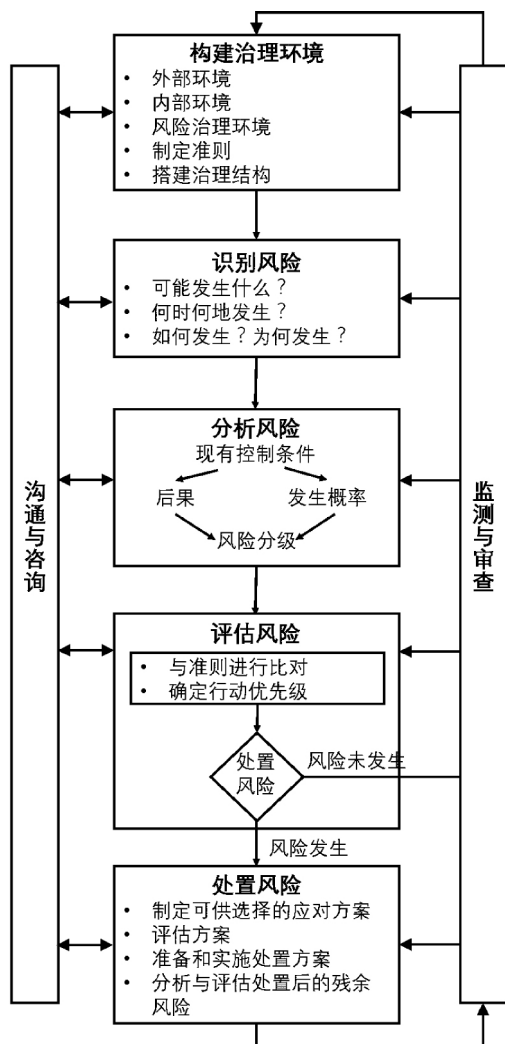 构建治理环境
• 外部环境
• 内部环境
• 风险治理环境
• 制定准则
• 搭建治理结构
识别风险
• 可能发生什么？
• 何时何地发生？
• 如何发生？为何发生？
分析风险
现有控制条件
后果 发生概率
风险分级
沟通与咨询
监测与审查
评估风险
• 与准则进行比对
• 确定行动优先级
处置
风险
风险未发生
风险发生
处置风险
• 制定可供选择的应对方案
• 评估方案
• 准备和实施处置方案
• 分析与评估处置后的残余
风险